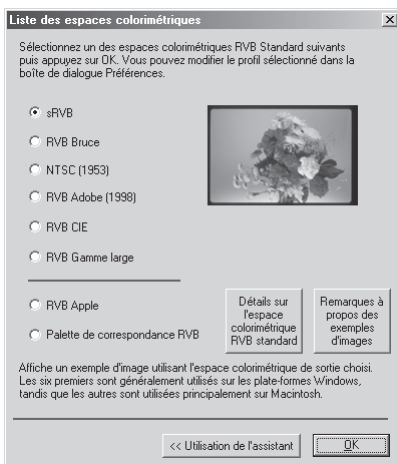 Liste des espaces colorimétriques
Sélectionnez un des espaces colorimétriques RVB Standard suivants
puis appuyez sur OK. Vous pouvez modifier le profil sélectionné dans la
boîte de dialogue Préférences.
sRVB
RVB Bruce
NTSC (1953)
RVB Adobe (1998)
RVB CIE
RVB Gamme large
RVB Apple
Palette de correspondance RVB
Détails sur
l'espace
colorimétrique
RVB standard
Remarques à
propos des
exemples
d'images
Affiche un exemple d'image utilisant l'espace colorimétrique de sortie choisi.
Les six premiers sont généralement utilisés sur les plate-formes Windows,
tandis que les autres sont utilisées principalement sur Macintosh.
<< Utilisation de l'assistant
OK